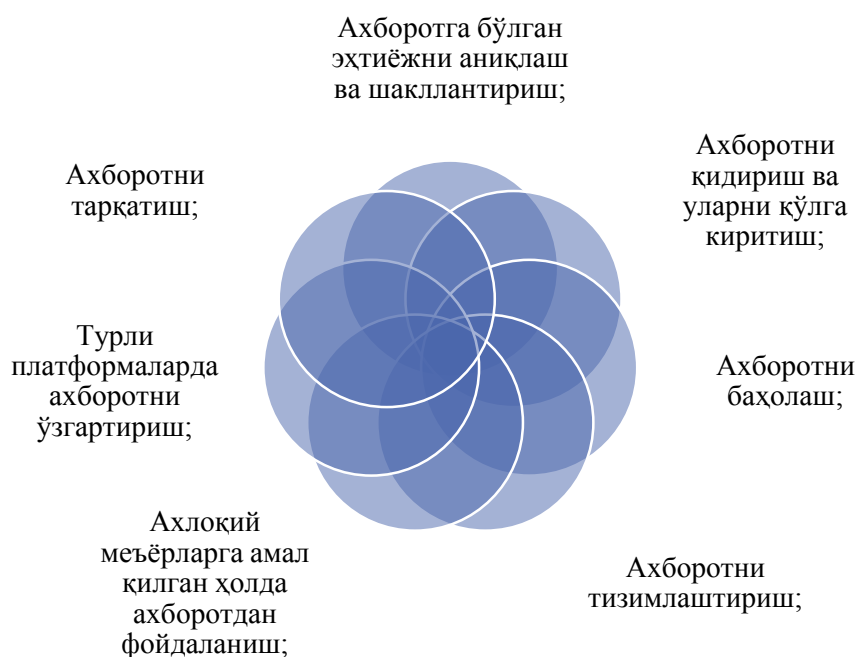 Ахборотга бўлган
эҳтиёжни аниқлаш
ва шакллантириш;
Ахборотни
қидириш ва
уларни қўлга
киритиш;
Ахборотни
баҳолаш;
Ахборотни
тизимлаштириш;
Ахлоқий
меъёрларга амал
қилган ҳолда
ахборотдан
фойдаланиш;
Турли
платформаларда
ахборотни
ўзгартириш;
Ахборотни
тарқатиш;